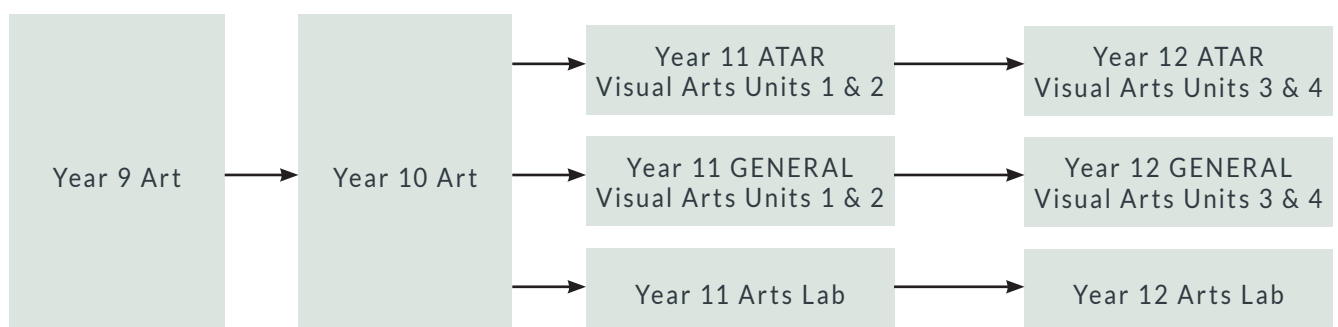 Year 9 Art
Year 10 Art
Year 11 ATAR
Visual Arts Units 1 & 2
Year 12 ATAR
Visual Arts Units 3 & 4
Year 11 GENERAL
Visual Arts Units 1 & 2
Year 12 GENERAL
Visual Arts Units 3 & 4
Year 11 Arts Lab
Year 12 Arts Lab